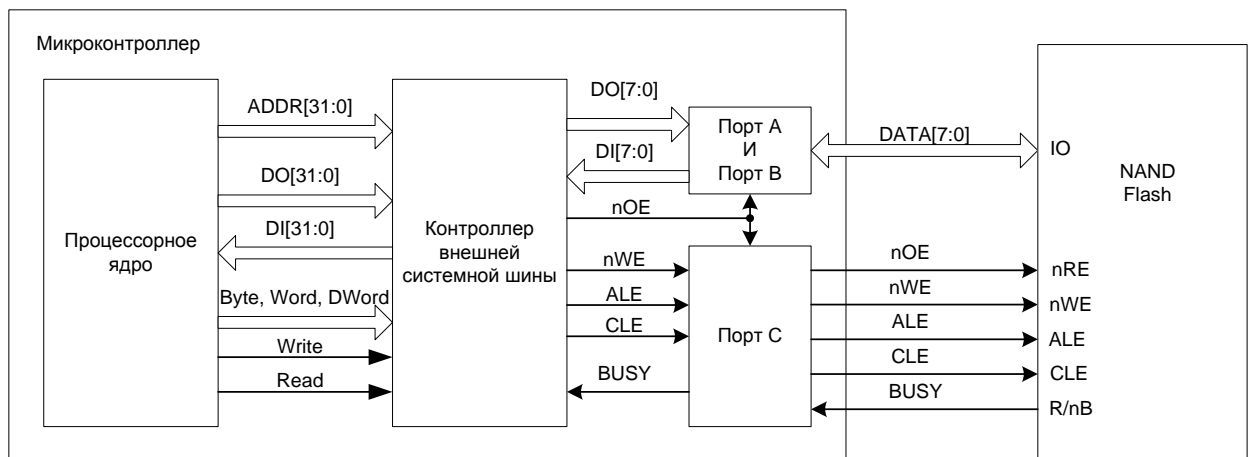 Микроконтроллер
Процессорное
ядро
ADDR[31:0]
DO[31:0]
DI[31:0]
Byte, Word, DWord
Write
Read
Контроллер
внешней
системной шины
DO[7:0]
DI[7:0]
nOE
nWE
ALE
CLE
BUSY
Порт А
И
Порт В
Порт С
DATA[7:0]
nOE
nWE
ALE
CLE
BUSY
IO
NAND
Flash
nRE
nWE
ALE
CLE
R/nB